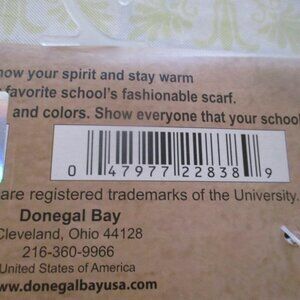 now your spirit and stay warm
favorite school's fashionable scarf.
and colors. Show everyone that your school
0 47977 22838 9
are registered trademarks of the University.
Donegal Bay
Cleveland, Ohio 44128
216-360-9966
United States of America
www.donegalbayusa.com